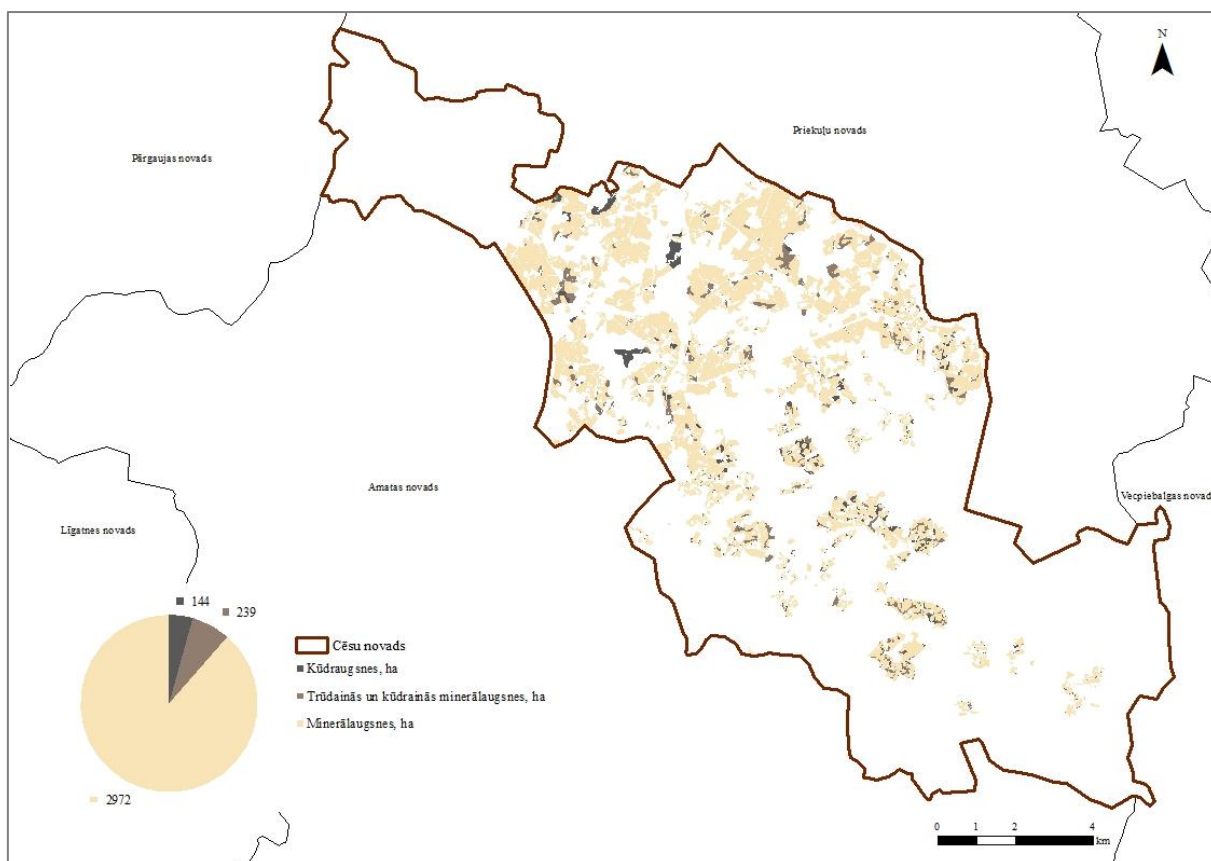 N
Priekuļu novads
Pārgaujas novads
Amatas novads
Vecpiebalgas novads
Līgatnes novads
144
239
Cēsu novads
Kūdraugsnes, ha
Trūdainās un kūdrainās minerālaugsnes, ha
Minerālaugsnes, ha
2972
0 1 2 4
km